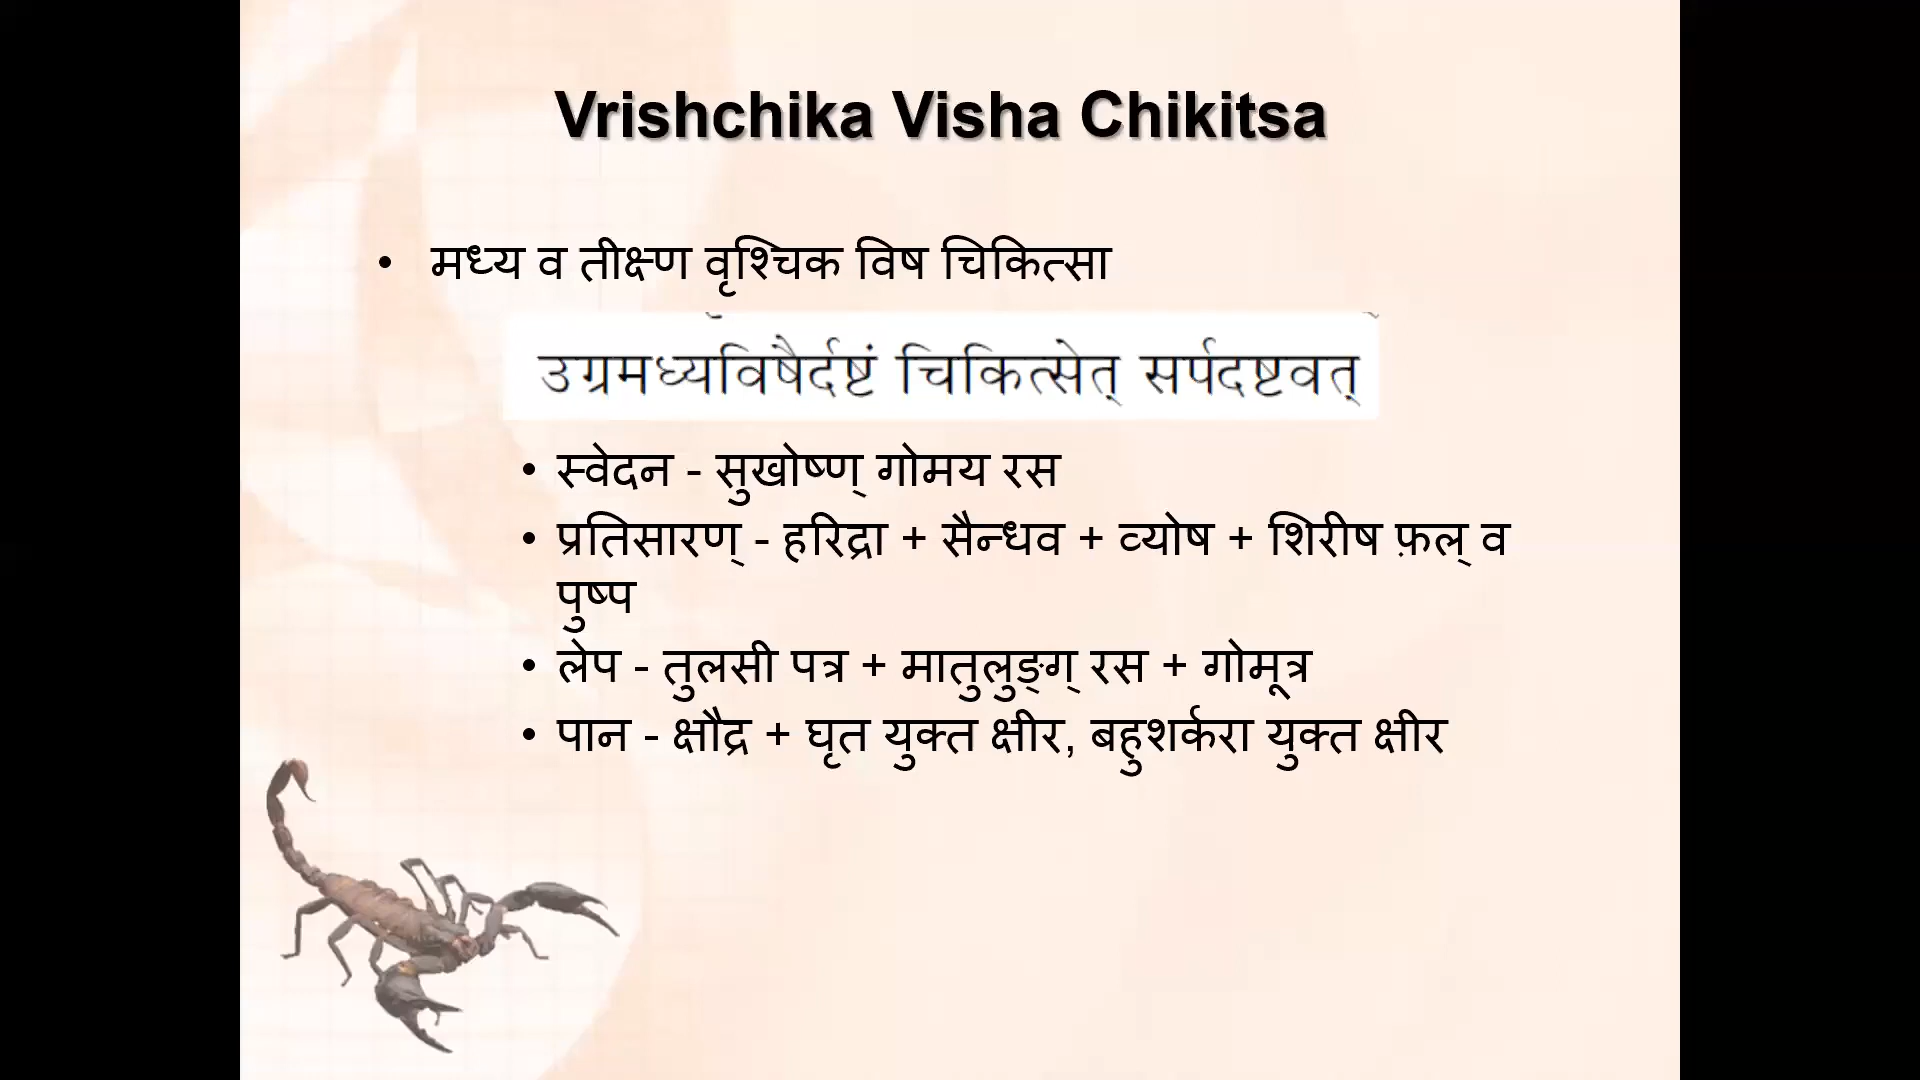 Vrishchika Visha Chikitsa
• मध्य व तीक्ष्ण वृश्चिक विष चिकित्सा
उग्रमध्यविषैर्दष्टं चिकित्सेत् सर्पदष्टवत्
• स्वेदन - सुखोष्ण् गोमय रस
• प्रतिसारण् - हरिद्रा + सैन्धव + व्योष + शिरीष फ़ल् व
पुष्प
• लेप - तुलसी पत्र + मातुलुङ्ग् रस + गोमूत्र
• पान - क्षौद्र + घृत युक्त क्षीर, बहुशर्करा युक्त क्षीर